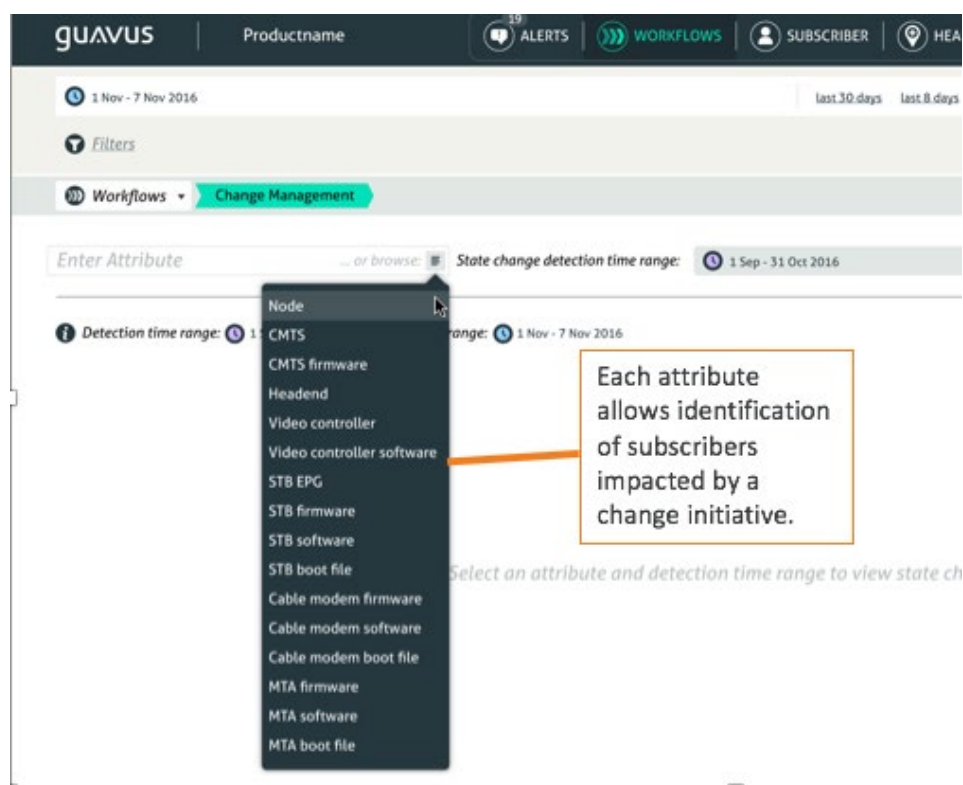 guavus
Productname
19
ALERTS
WORKFLOWS
SUBSCRIBER
HEA
1 Nov - 7 Nov 2016
last 30 days
last 8 days
Filters
Workflows
Change Management
Enter Attribute
... or browse:
State change detection time range:
1 Sep - 31 Oct 2016
Detection time range:
1
ange:
1 Nov - 7 Nov 2016
Node
CMTS
CMTS firmware
Headend
Video controller
Video controller software
STB EPG
STB firmware
STB software
STB boot file
Cable modem firmware
Cable modem software
Cable modem boot file
MTA firmware
MTA software
MTA boot file
Each attribute
allows identification
of subscribers
impacted by a
change initiative.
Select an attribute and detection time range to view state ch